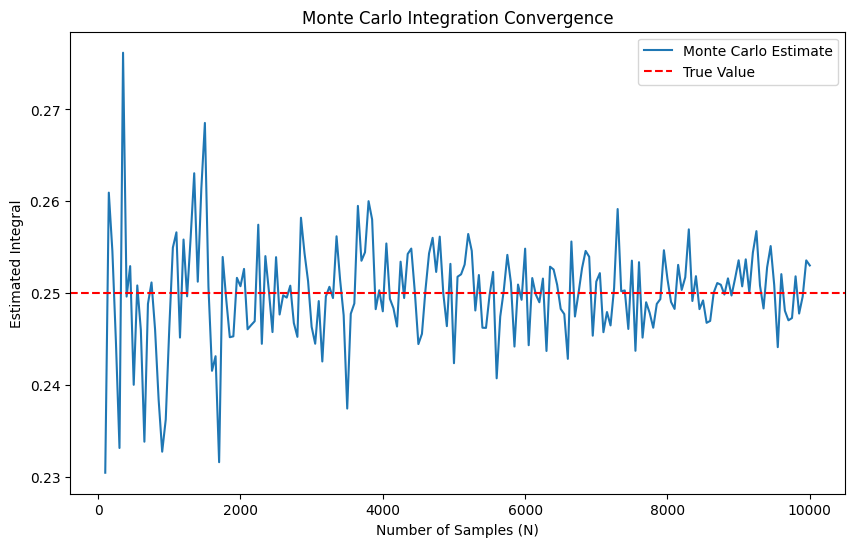 Monte Carlo Integration Convergence
Monte Carlo Estimate
True Value
0.27
0.26
0.25
0.24
0.23
Estimated Integral
0
2000
4000
6000
8000
10000
Number of Samples (N)